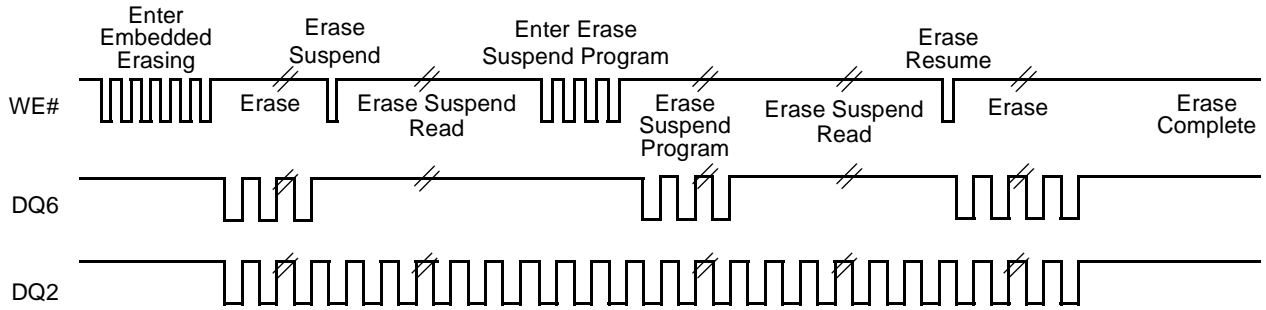 Enter
Embedded
Erasing
Erase
Suspend
Enter Erase
Suspend Program
Erase
Resume
WE#
Erase
Erase Suspend
Read
Erase
Suspend
Program
Erase Suspend
Read
Erase
Erase
Complete
DQ6
DQ2